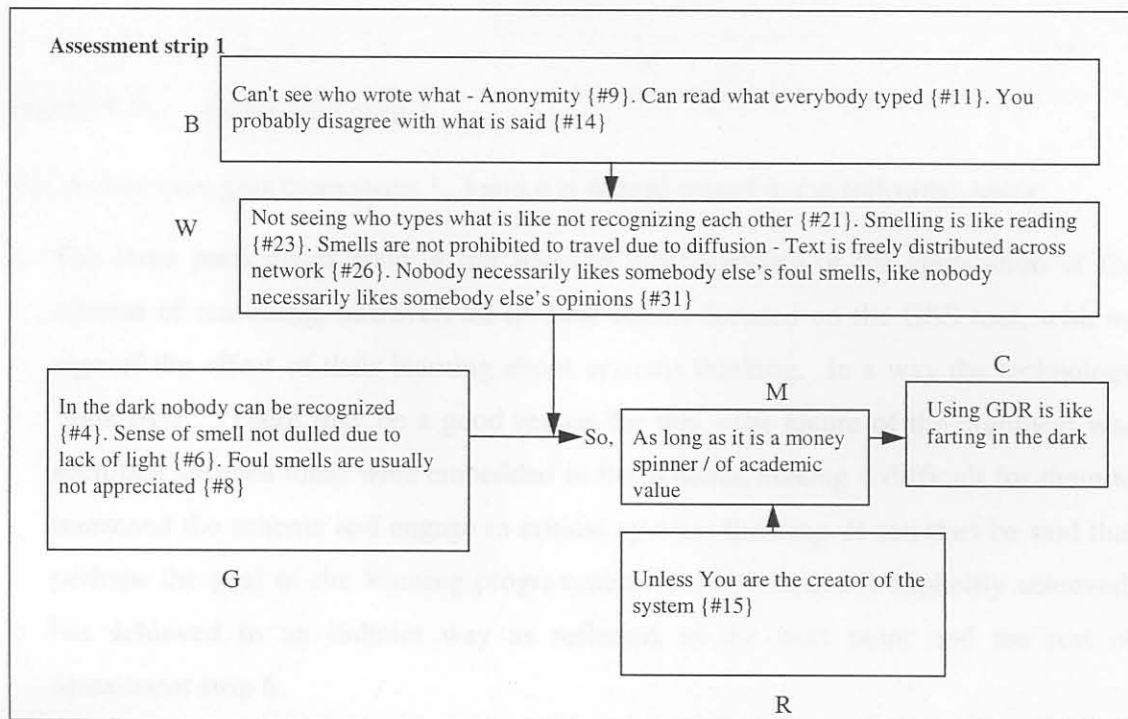 Assessment strip 1
Can't see who wrote what - Anonymity {#9}. Can read what everybody typed {#11}. You
probably disagree with what is said {#14}
B
W
Not seeing who types what is like not recognizing each other {#21}. Smelling is like reading
{#23}. Smells are not prohibited to travel due to diffusion - Text is freely distributed across
network {#26}. Nobody necessarily likes somebody else's foul smells, like nobody
necessarily likes somebody else's opinions {#31}
In the dark nobody can be recognized
{#4}. Sense of smell not dulled due to
lack of light {#6}. Foul smells are usually
not appreciated {#8}
G
So,
M
As long as it is a money
spinner / of academic
value
C
Using GDR is like
farting in the dark
Unless You are the creator of the
system {#15}
R